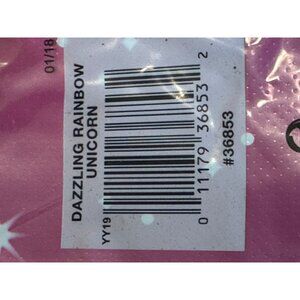 01/18
DAZZLING RAINBOW
UNICORN
YY19
0 11179 36853 2
#36853